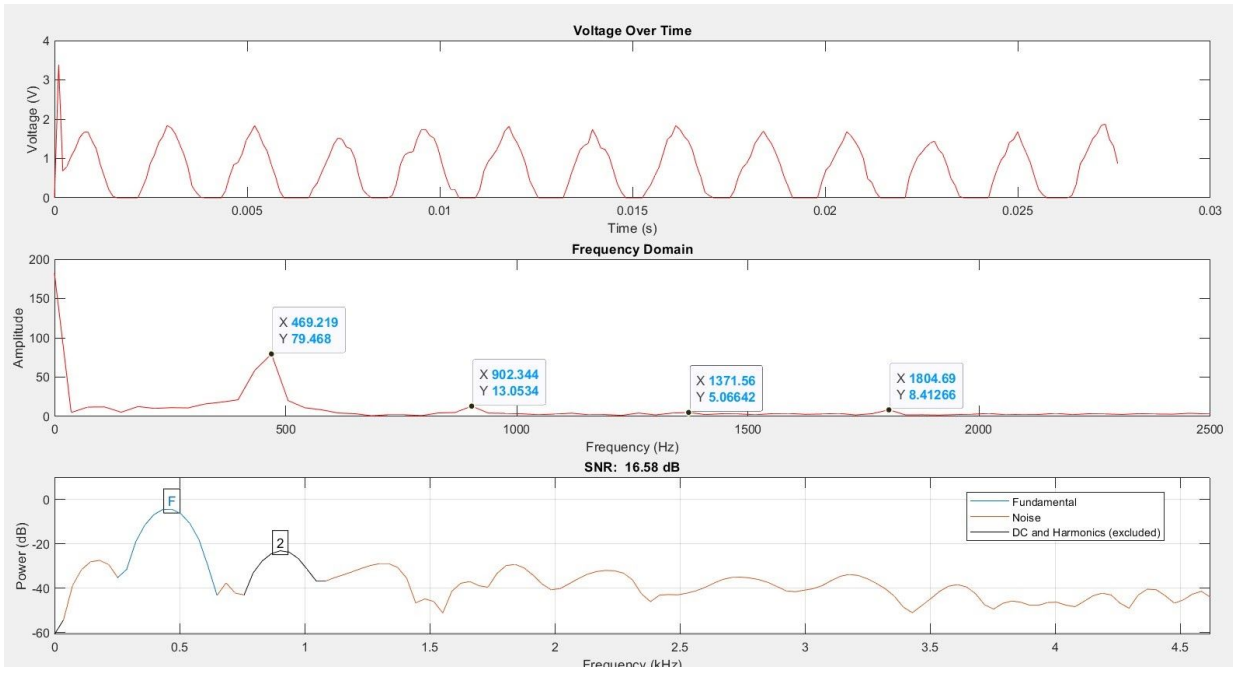 Voltage Over Time
4
3
2
1
0
Voltage (V)
0 0.005 0.01 0.015 0.02 0.025 0.03
Time (s)
Frequency Domain
200
150
100
50
0
Amplitude
X 469.219
Y 79.468
X 902.344
Y 13.0534
X 1371.56
Y 5.06642
X 1804.69
Y 8.41266
0 500 1000 1500 2000 2500
Frequency (Hz)
SNR: 16.58 dB
0
-20
-40
-60
Power (dB)
F
2
Fundamental
Noise
DC and Harmonics (excluded)
0 0.5 1 1.5 2 2.5 3 3.5 4 4.5
Frequency (kHz)